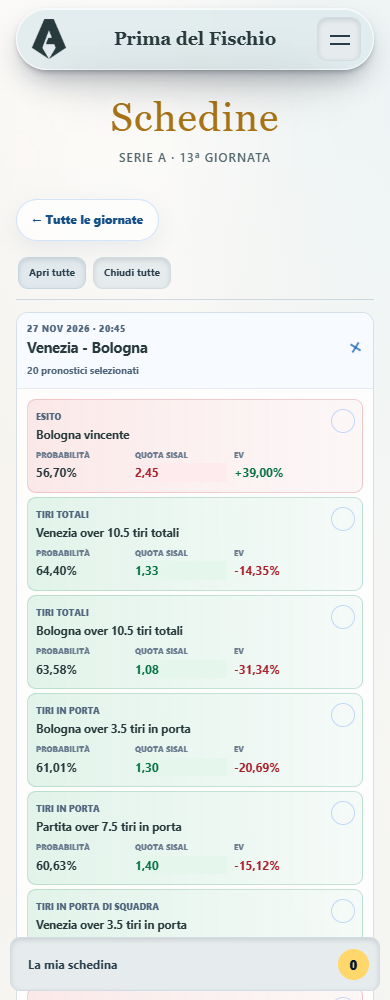 Prima del Fischio
Schedine
SERIE A · 13ª GIORNATA
← Tutte le giornate
Apri tutte
Chiudi tutte
27 NOV 2026 · 20:45
Venezia - Bologna
20 pronostici selezionati
ESITO
Bologna vincente
PROBABILITÀ QUOTA SISAL EV
56,70% 2,45 +39,00%
TIRI TOTALI
Venezia over 10.5 tiri totali
PROBABILITÀ QUOTA SISAL EV
64,40% 1,33 -14,35%
TIRI TOTALI
Bologna over 10.5 tiri totali
PROBABILITÀ QUOTA SISAL EV
63,58% 1,08 -31,34%
TIRI IN PORTA
Bologna over 3.5 tiri in porta
PROBABILITÀ QUOTA SISAL EV
61,01% 1,30 -20,69%
TIRI IN PORTA
Partita over 7.5 tiri in porta
PROBABILITÀ QUOTA SISAL EV
60,63% 1,40 -15,12%
TIRI IN PORTA DI SQUADRA
Venezia over 3.5 tiri in porta
La mia schedina
0